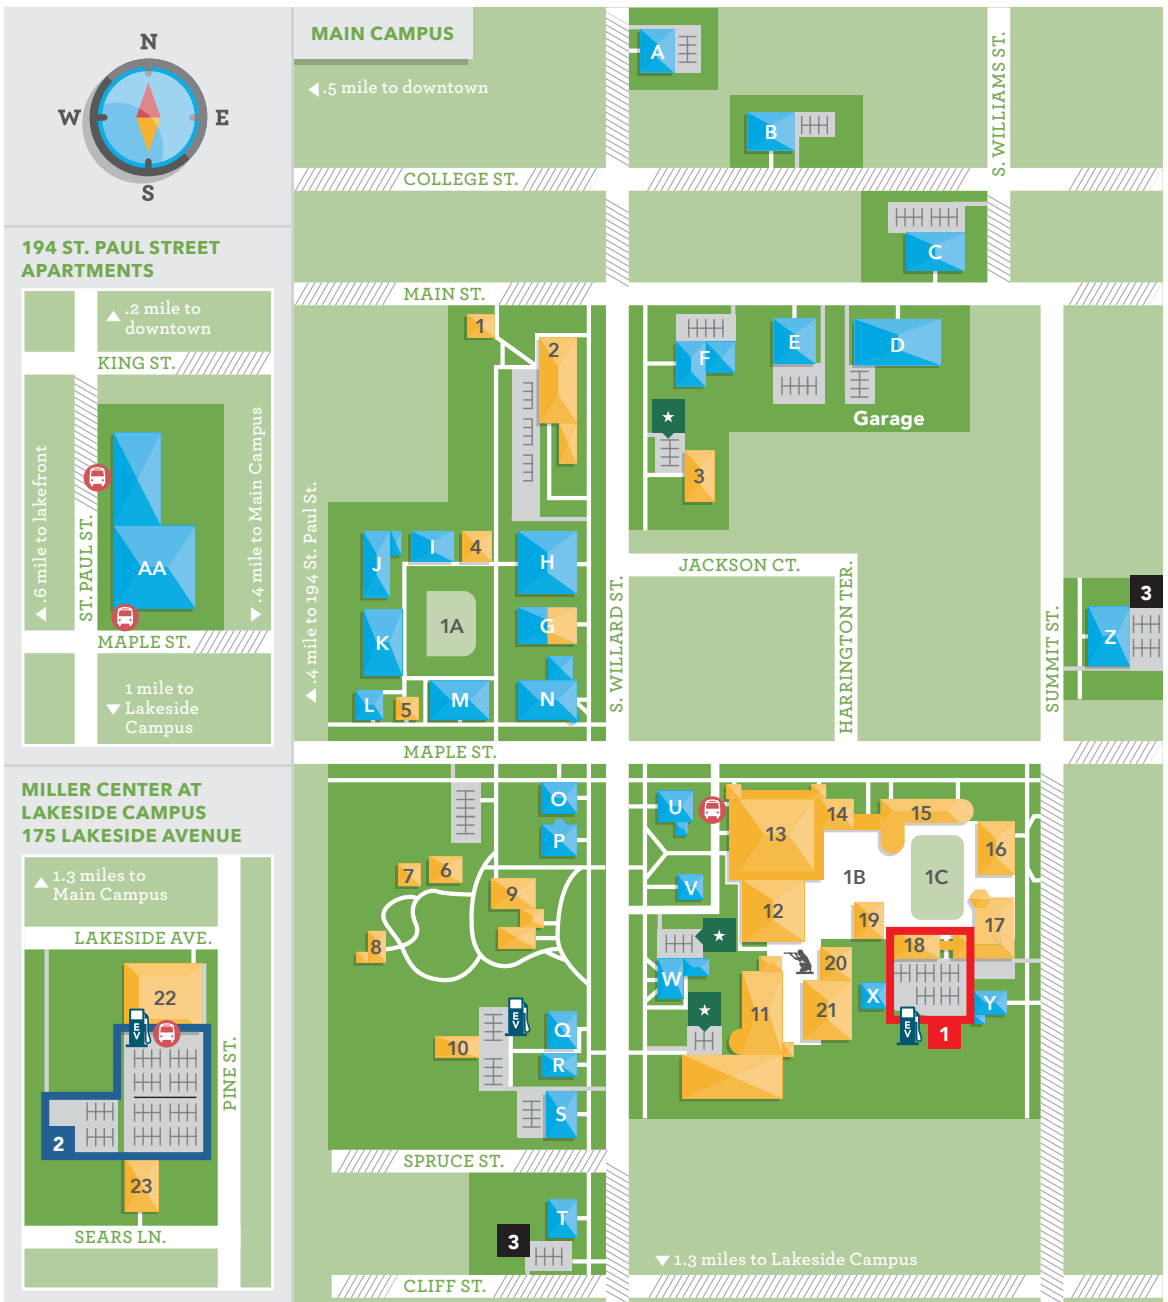 N
W
E
S
194 ST. PAUL STREET
APARTMENTS
.2 mile to
downtown
KING ST.
.6 mile to lakefront
ST. PAUL ST.
AA
.4 mile to Main Campus
MAPLE ST.
1 mile to
Lakeside
Campus
MILLER CENTER AT
LAKESIDE CAMPUS
175 LAKESIDE AVENUE
1.3 miles to
Main Campus
LAKESIDE AVE.
22
EV
2
PINE ST.
23
SEARS LN.
MAIN CAMPUS
.5 mile to downtown
A
B
S. WILLIAMS ST.
COLLEGE ST.
C
MAIN ST.
1
2
F
E
D
Garage
3
.4 mile to 194 St. Paul St.
J
I
4
H
1A
G
K
L
5
M
N
S. WILLARD ST.
JACKSON CT.
HARRINGTON TER.
SUMMIT ST.
3
Z
MAPLE ST.
O
P
U
13
14
15
16
7
6
9
V
12
1B
1C
19
17
8
18
W
20
X
Y
EV
10
Q
R
S
11
21
EV
1
SPRUCE ST.
T
3
1.3 miles to Lakeside Campus
CLIFF ST.